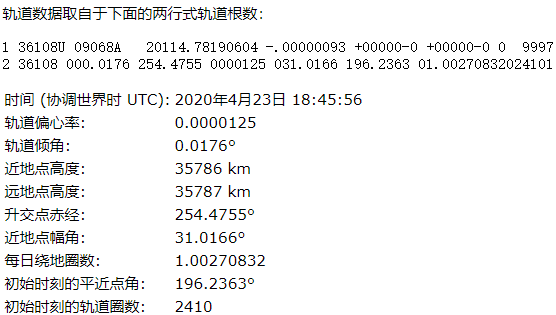 轨道数据取自于下面的两行式轨道根数:
1 36108U 09068A   20114.78190604 -.00000093 +00000-0 +00000-0 0  9997
2 36108 000.0176 254.4755 0000125 031.0166 196.2363 01.00270832024101
时间 (协调世界时 UTC): 2020年4月23日 18:45:56
轨道偏心率: 0.0000125
轨道倾角: 0.0176°
近地点高度: 35786 km
远地点高度: 35787 km
升交点赤经: 254.4755°
近地点幅角: 31.0166°
每日绕地圈数: 1.00270832
初始时刻的平近点角: 196.2363°
初始时刻的轨道圈数: 2410